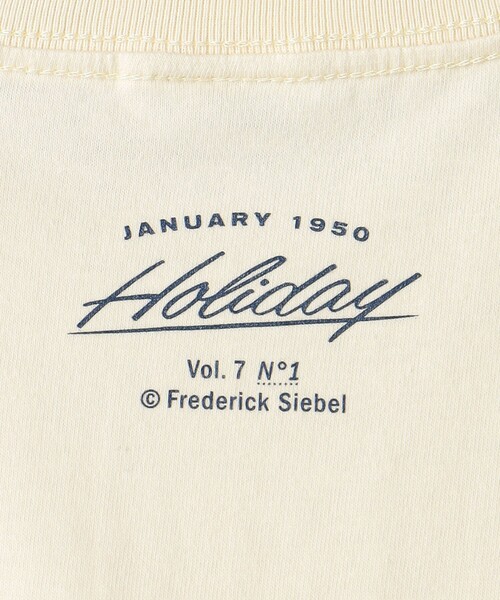 JANUARY 1950
Holiday
Vol. 7 N°1
© Frederick Siebel